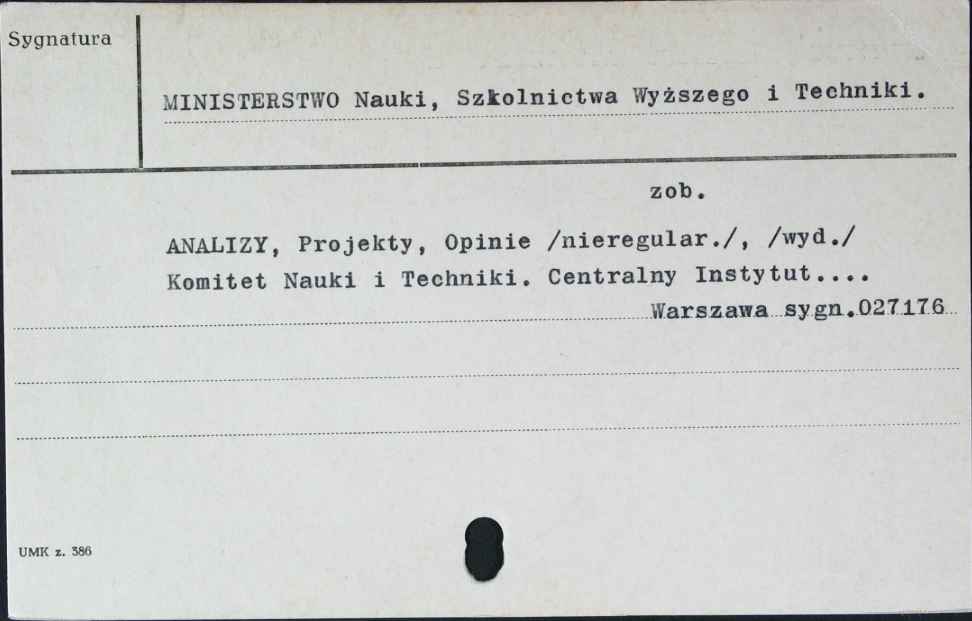 Sygnatura
MINISTERSTWO Nauki, Szkolnictwa Wyższego i Techniki.
zob.
ANALIZY, Projekty, Opinie /nieregular./, /wyd./
Komitet Nauki i Techniki. Centralny Instytut....
Warszawa sygn.027176
UMK z. 386